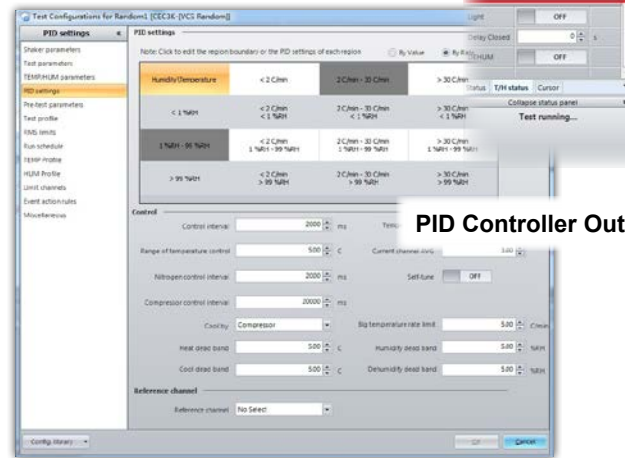 Test Configurations for Random1 [CEC3K-[VCS Random]]
PID settings «
Shaker parameters
Test parameters
TEMP/HUM parameters
PID settings
Pre-test parameters
Test profile
RMS limits
Run schedule
TEMP Profile
HUM Profile
Limit channels
Event action rules
Miscellaneous
PID settings
Note: Click to edit the region boundary or the PID settings of each region
By Value
By Rate
Humidity\Temperature < 2 C/min 2 C/min - 30 C/min > 30 C/min
< 1 %RH < 2 C/min < 1 %RH 2 C/min - 30 C/min < 1 %RH > 30 C/min < 1 %RH
1 %RH - 99 %RH < 2 C/min 1 %RH - 99 %RH 2 C/min - 30 C/min 1 %RH - 99 %RH > 30 C/min 1 %RH - 99 %RH
> 99 %RH < 2 C/min > 99 %RH 2 C/min - 30 C/min > 99 %RH > 30 C/min > 99 %RH
Control
Control interval 2000 ms
Range of temperature control 5.00 C Current channel 1.00
Nitrogen control interval 2000 ms Self-tune OFF
Compressor control interval 20000 ms
Cool by Compressor Big temperature rate limit 5.00 C/min
Heat dead band 5.00 C Humidify dead band 5.00 %RH
Cool dead band 5.00 C Dehumidify dead band 5.00 %RH
Reference channel
Reference channel No Select
Config library
OK
Cancel
Light OFF
Delay Closed 0 s
DEHUM OFF
Status T/H status Cursor
Collapse status panel
Test running...
PID Controller Out